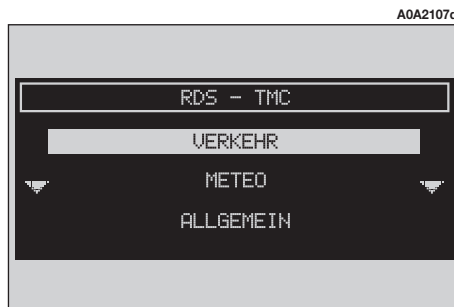 A0A2107c
RDS – TMC
VERKEHR
METEO
ALLGEMEIN